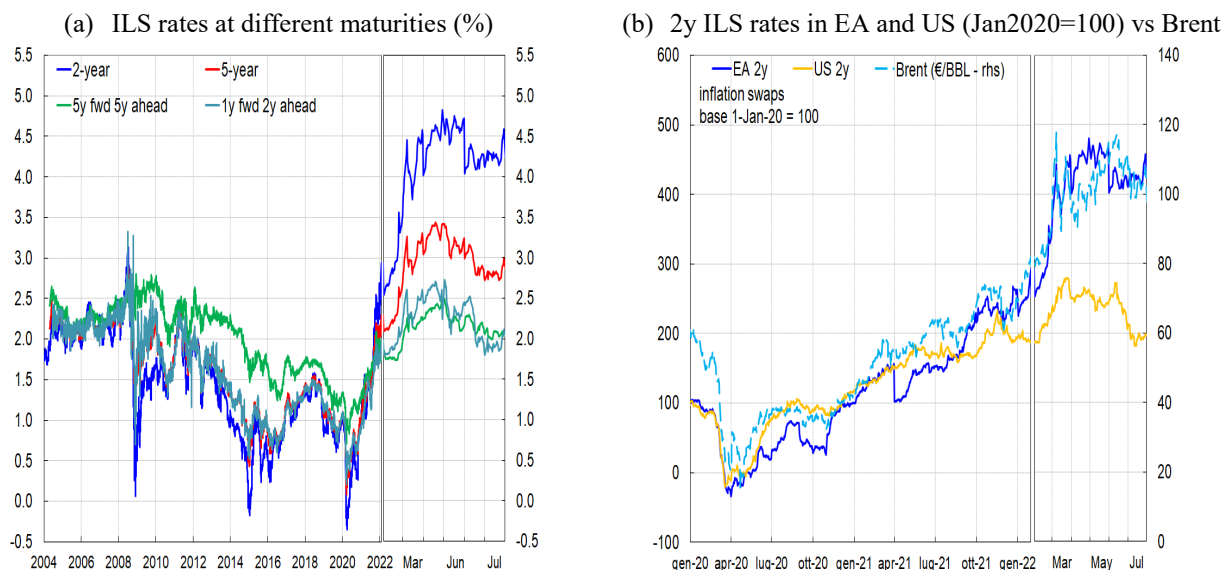 (a) ILS rates at different maturities (%)
5.5 5.5
2-year 5-year
5.0 5.0
5y fwd 5y ahead 1y fwd 2y ahead
4.5 4.5
4.0 4.0
3.5 3.5
3.0 3.0
2.5 2.5
2.0 2.0
1.5 1.5
1.0 1.0
0.5 0.5
0.0 0.0
-0.5 -0.5
2004 2006 2008 2010 2012 2014 2016 2018 2020 2022 Mar Jun Jul
(b) 2y ILS rates in EA and US (Jan2020=100) vs Brent
600 140
EA 2y US 2y Brent (€/BBL - rhs)
inflation swaps
base 1-Jan-20 = 100
500 120
400 100
300 80
200 60
100 40
0 20
-100 0
gen-20 apr-20 lug-20 ott-20 gen-21 apr-21 lug-21 ott-21 gen-22 Mar May Jul